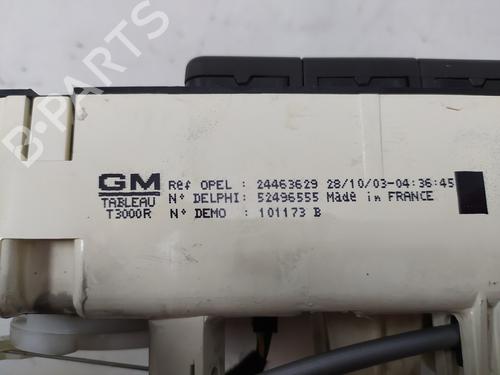 B-PARTS
GM Ref OPEL : 24463629 28/10/03-04:36:45
TABLEAU N° DELPHI: 52496555 Made in FRANCE
T3000R N° DEMO : 101173 B